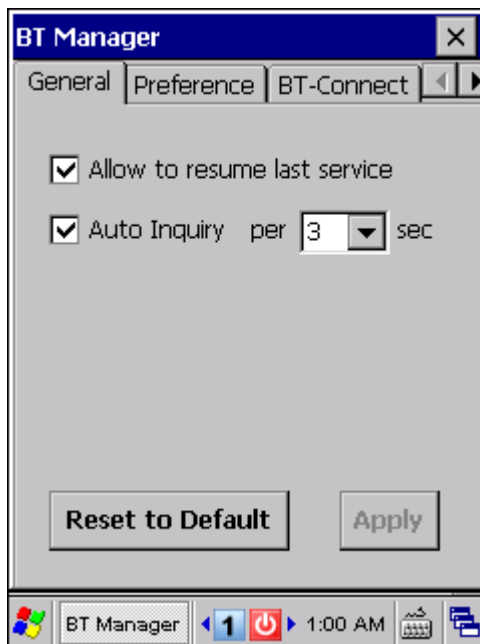 BT Manager
General Preference BT-Connect
Allow to resume last service
Auto Inquiry per 3 sec
Reset to Default Apply
BT Manager 1 1:00 AM